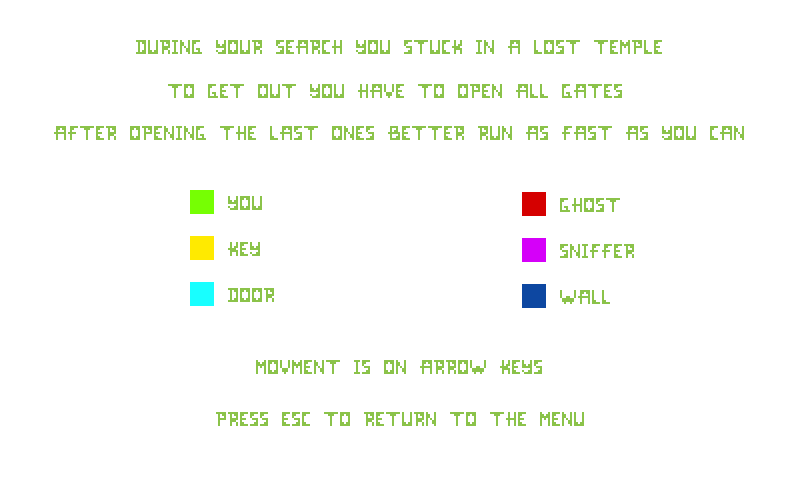 DURING YOUR SEARCH YOU STUCK IN A LOST TEMPLE
TO GET OUT YOU HAVE TO OPEN ALL GATES
AFTER OPENING THE LAST ONES BETTER RUN AS FAST AS YOU CAN
YOU
GHOST
KEY
SNIFFER
DOOR
WALL
MOVMENT IS ON ARROW KEYS
PRESS ESC TO RETURN TO THE MENU